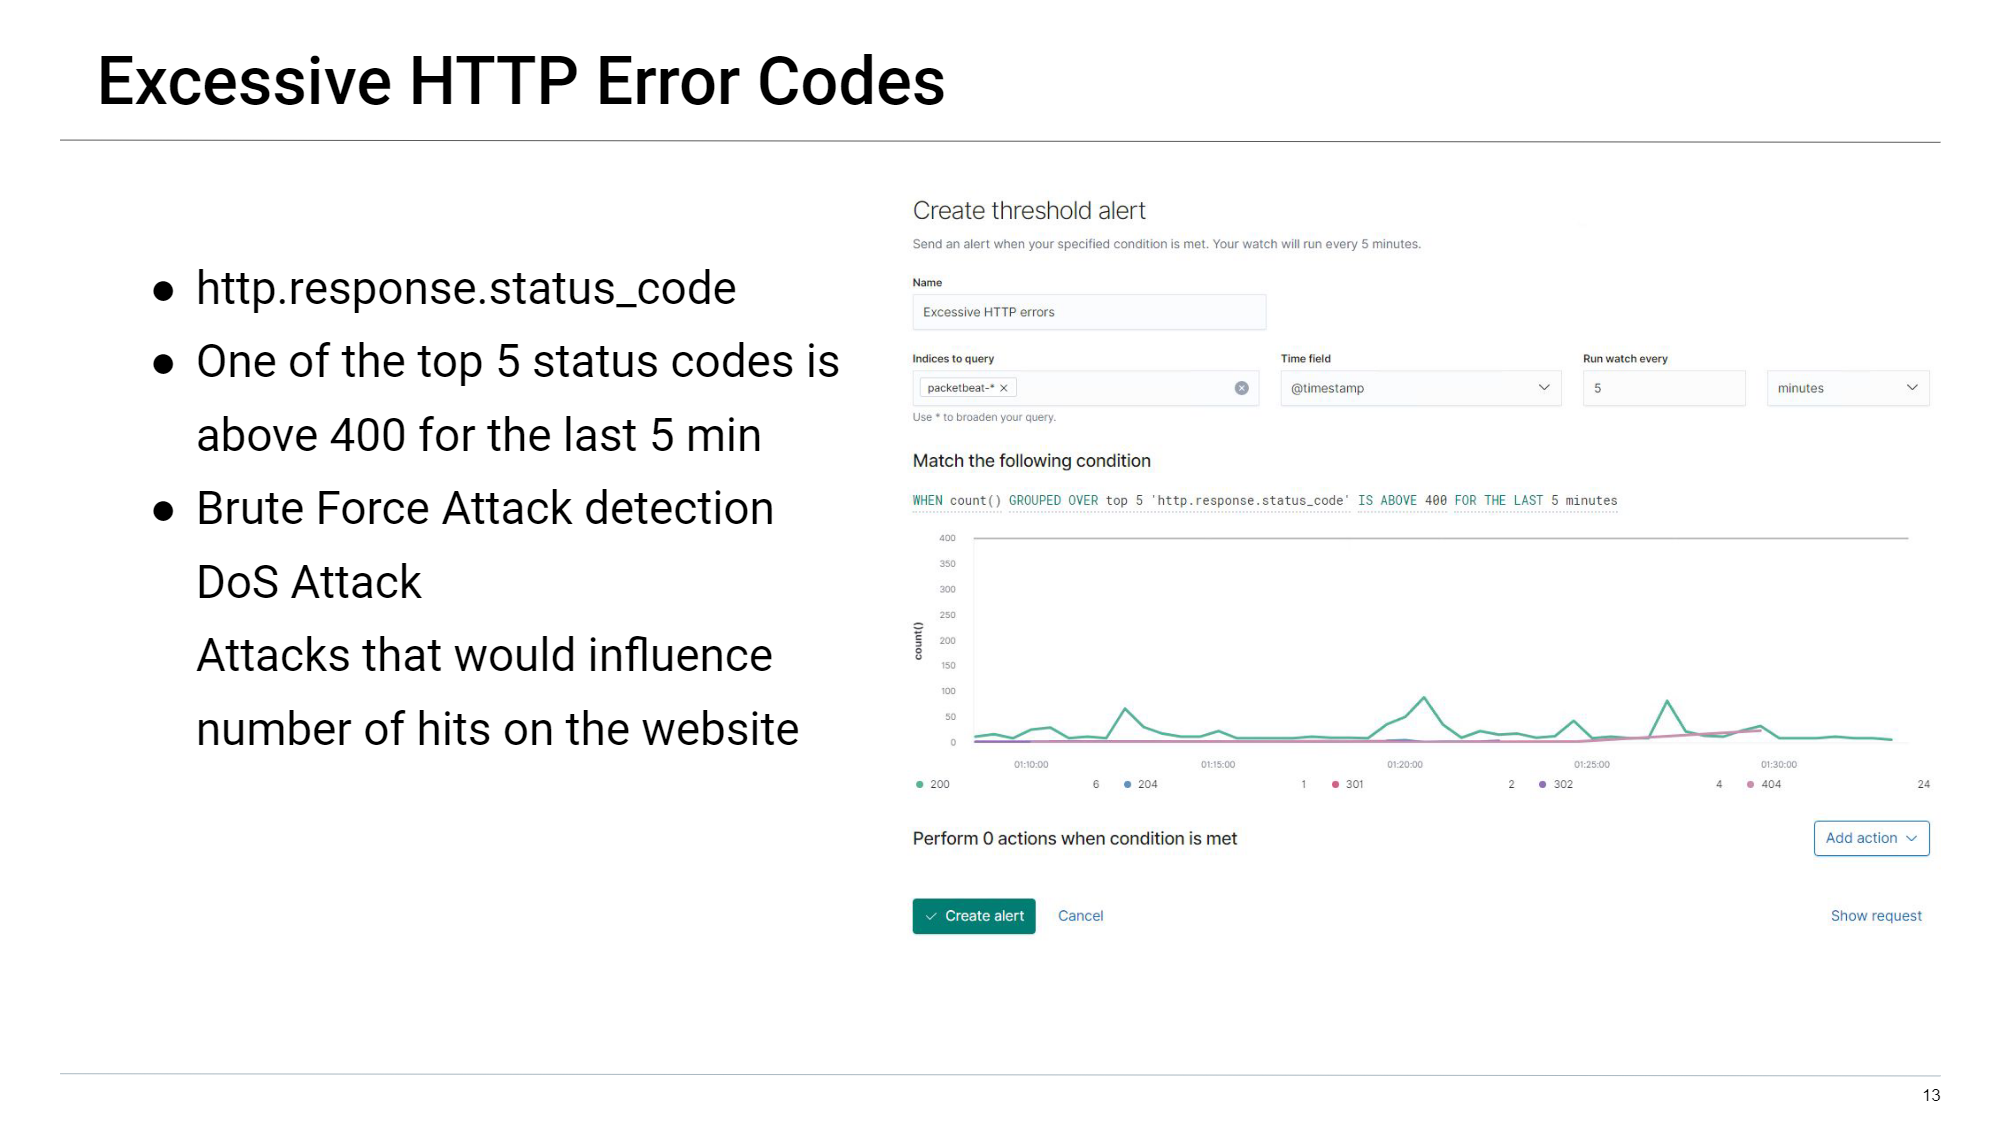 Excessive HTTP Error Codes
● http.response.status_code
● One of the top 5 status codes is
above 400 for the last 5 min
● Brute Force Attack detection
DoS Attack
Attacks that would influence
number of hits on the website
Create threshold alert
Send an alert when your specified condition is met. Your watch will run every 5 minutes.
Name
Excessive HTTP errors
Indices to query Time field Run watch every
packetbeat-* × @timestamp 5 minutes
Use * to broaden your query.
Match the following condition
WHEN count() GROUPED OVER top 5 'http.response.status_code' IS ABOVE 400 FOR THE LAST 5 minutes
400
350
300
250
200
150
100
50
0
count()
01:10:00 01:15:00 01:20:00 01:25:00 01:30:00
200 6 204 1 301 2 302 4 404 24
Perform 0 actions when condition is met Add action
Create alert Cancel Show request
13